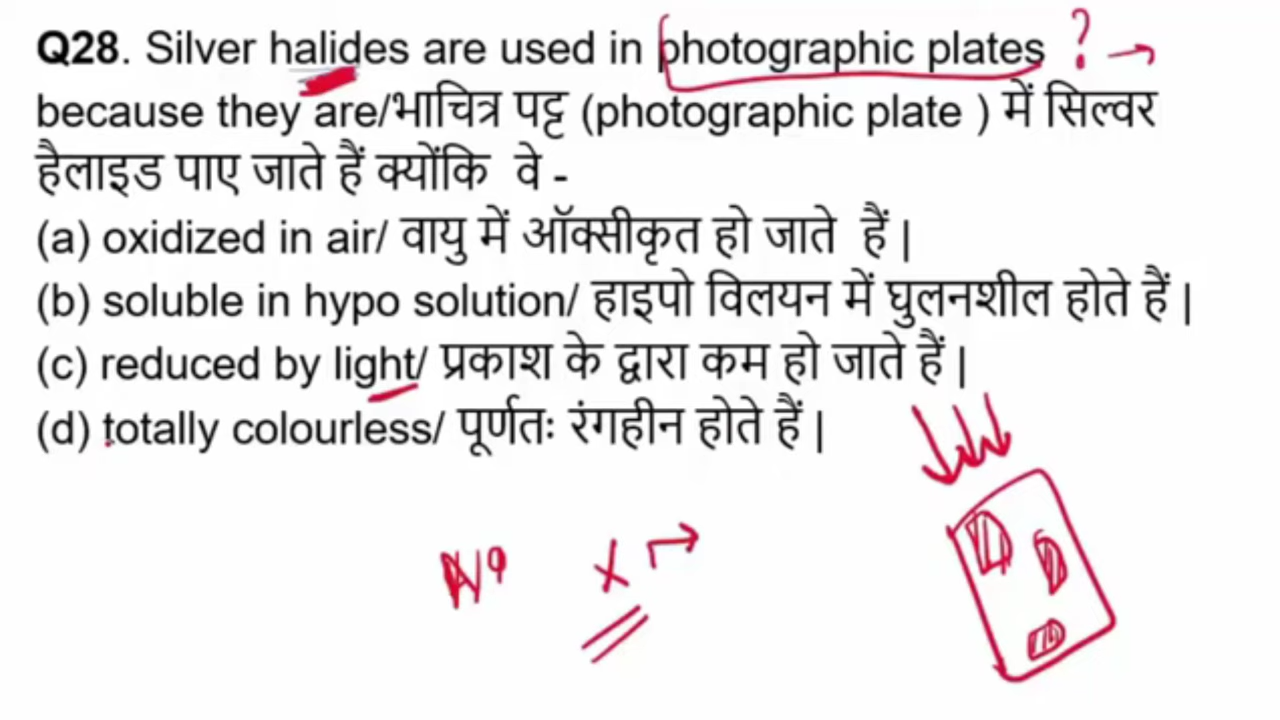 Q28. Silver halides are used in photographic plates ? →
because they are/भाचित्र पट्ट (photographic plate ) में सिल्वर
हैलाइड पाए जाते हैं क्योंकि वे -
(a) oxidized in air/ वायु में ऑक्सीकृत हो जाते हैं |
(b) soluble in hypo solution/ हाइपो विलयन में घुलनशील होते हैं |
(c) reduced by light/ प्रकाश के द्वारा कम हो जाते हैं |
(d) totally colourless/ पूर्णतः रंगहीन होते हैं |
X